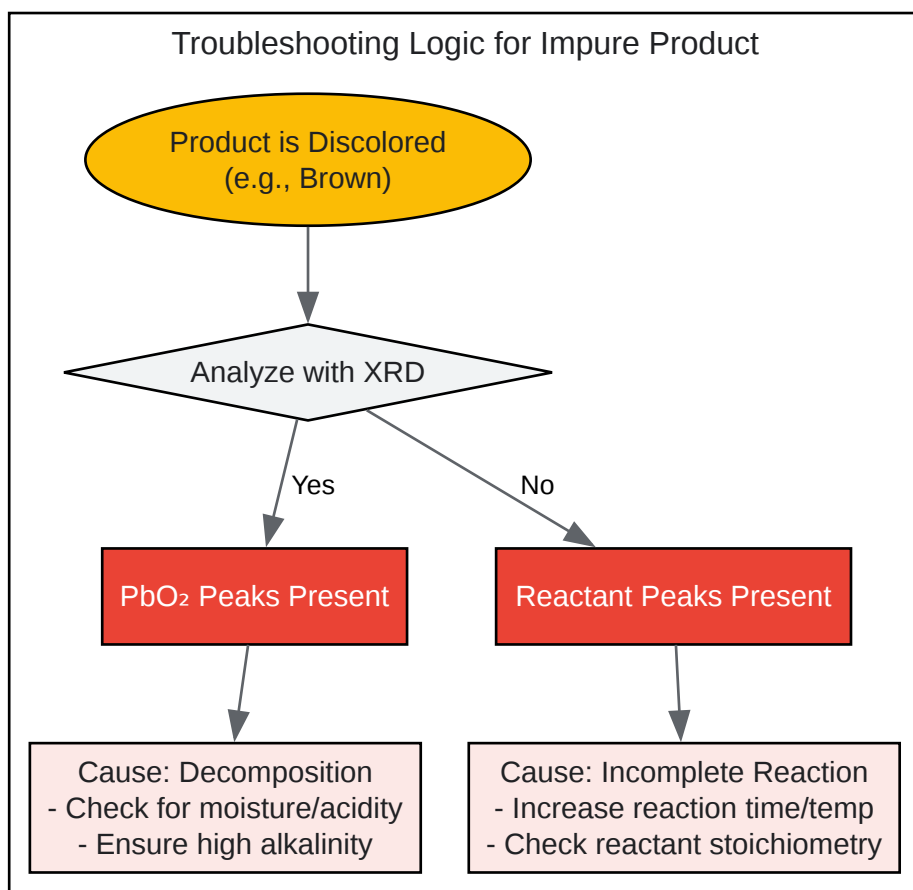 Troubleshooting Logic for Impure Product
Product is Discolored
(e.g., Brown)
Analyze with XRD
Yes
No
PbO₂ Peaks Present
Reactant Peaks Present
Cause: Decomposition
- Check for moisture/acidity
- Ensure high alkalinity
Cause: Incomplete Reaction
- Increase reaction time/temp
- Check reactant stoichiometry